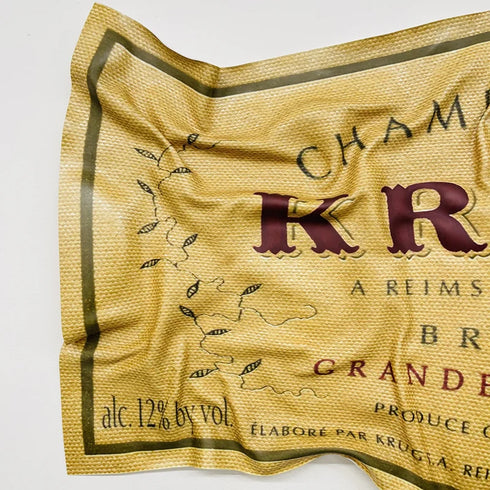 CHAM
KR
A REIMS
BR
GRANDE
alc. 12% by vol.
PRODUCE
ÉLABORÉ PAR KRUG S.A. REI